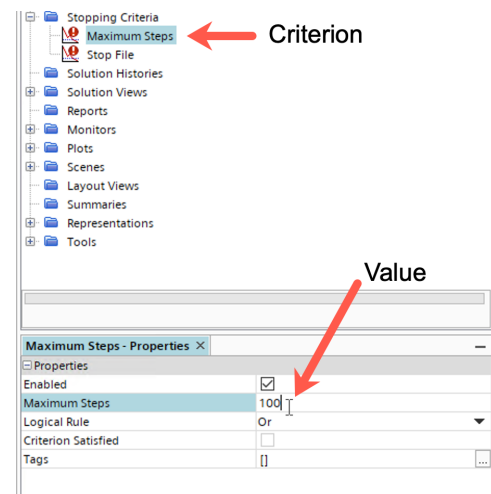 Stopping Criteria
Maximum Steps
Criterion
Stop File
Solution Histories
Solution Views
Reports
Monitors
Plots
Scenes
Layout Views
Summaries
Representations
Tools
Value
Maximum Steps - Properties ×
Properties
Enabled
Maximum Steps 100
Logical Rule Or
Criterion Satisfied
Tags [] ...